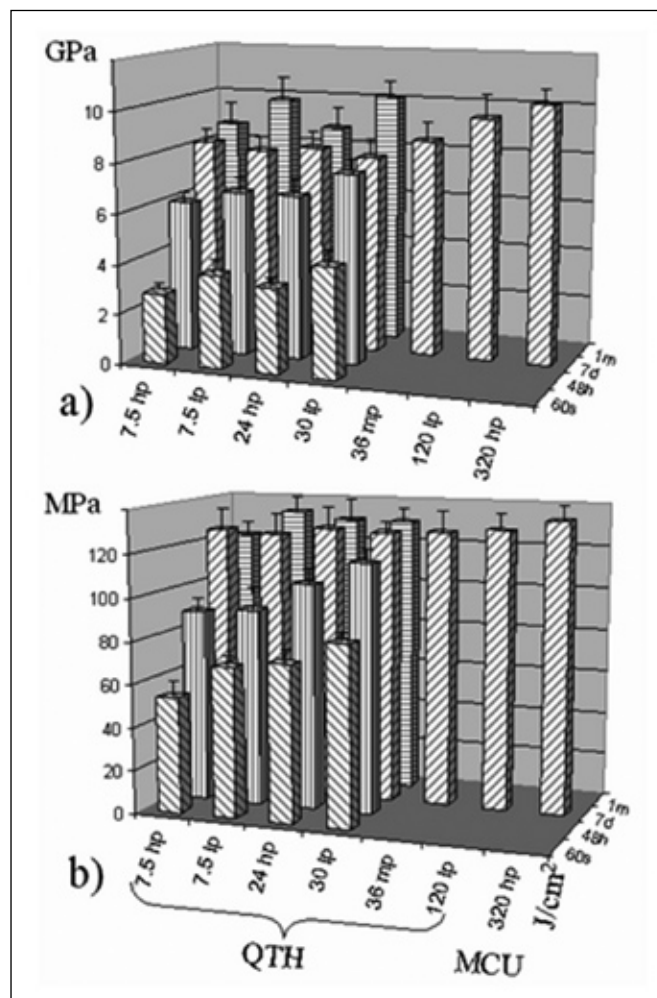 GPa
10
8
6
4
2
0
1m
7d
48h
60s
7.5 hp
7.5 lp
24 hp
30 lp
36 mp
120 lp
320 hp
a)
MPa
120
100
80
60
40
20
0
1m
7d
48h
60s
7.5 hp
7.5 lp
24 hp
30 lp
36 mp
120 lp
320 hp
J/cm2
b)
QTH MCU